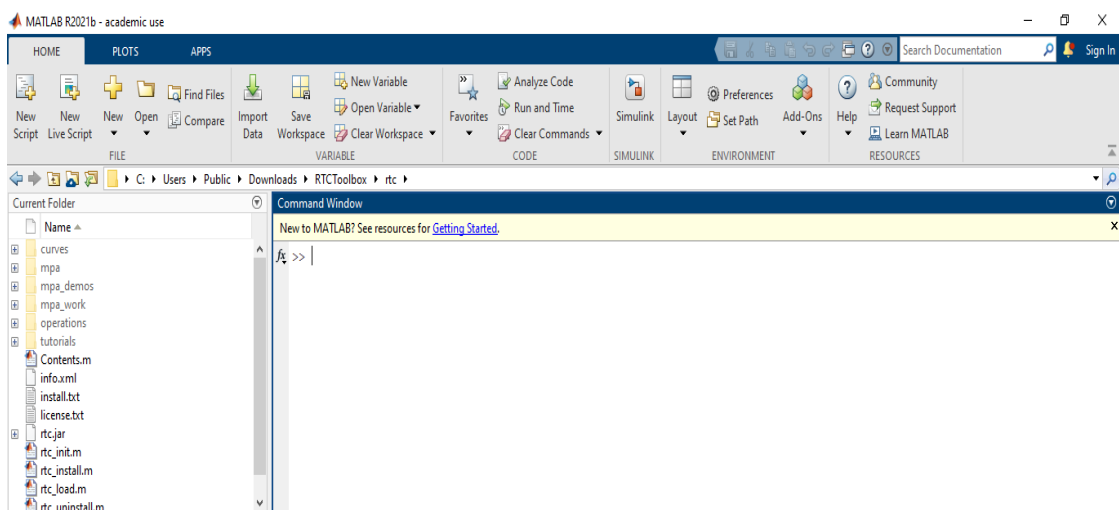 MATLAB R2021b - academic use
HOME PLOTS APPS Search Documentation Sign In
New Script
New Live Script
New
Open
Find Files
Compare
FILE
Import Data
Save Workspace
New Variable
Open Variable
Clear Workspace
VARIABLE
Favorites
Analyze Code
Run and Time
Clear Commands
CODE
Simulink
SIMULINK
Layout
Preferences
Set Path
Add-Ons
ENVIRONMENT
Help
Community
Request Support
Learn MATLAB
RESOURCES
C: Users Public Downloads RTCToolbox rtc
Current Folder
Name
curves
mpa
mpa_demos
mpa_work
operations
tutorials
Contents.m
info.xml
install.txt
license.txt
rtc.jar
rtc_init.m
rtc_install.m
rtc_load.m
rtc_uninstall.m
Command Window
New to MATLAB? See resources for Getting Started.
fx >>